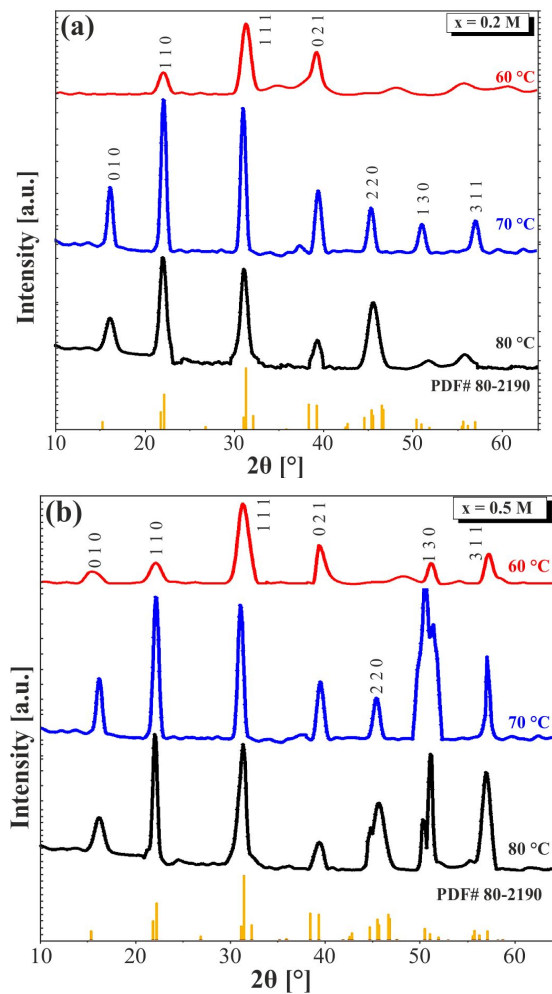 (a)
x = 0.2 M
1 1 0
1 1 1
0 2 1
60 °C
0 1 0
2 2 0
1 3 0
3 1 1
70 °C
80 °C
PDF# 80-2190
Intensity [a.u.]
10 20 30 40 50 60
2θ [°]
(b)
x = 0.5 M
0 1 0
1 1 0
1 1 1
0 2 1
1 3 0
3 1 1
60 °C
2 2 0
70 °C
80 °C
PDF# 80-2190
Intensity [a.u.]
10 20 30 40 50 60
2θ [°]